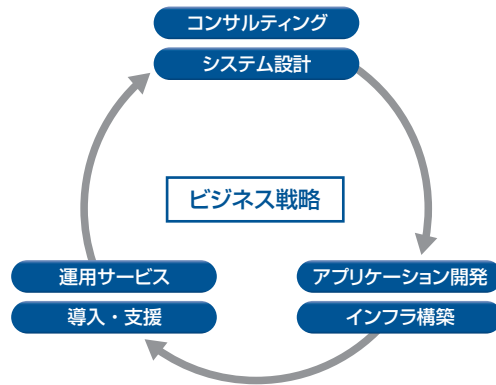 コンサルティング
システム設計
ビジネス戦略
運用サービス
導入・支援
アプリケーション開発
インフラ構築